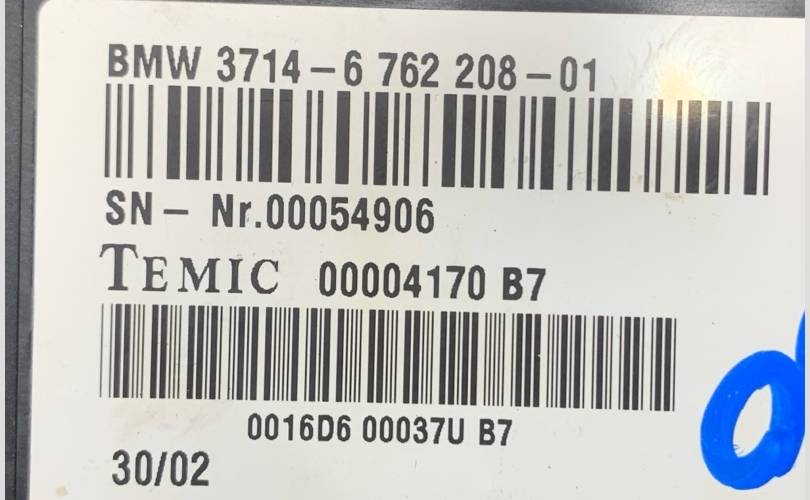 BMW 3714-6 762 208-01
SN- Nr.00054906
TEMIC 00004170 B7
0016D6 00037U B7
30/02